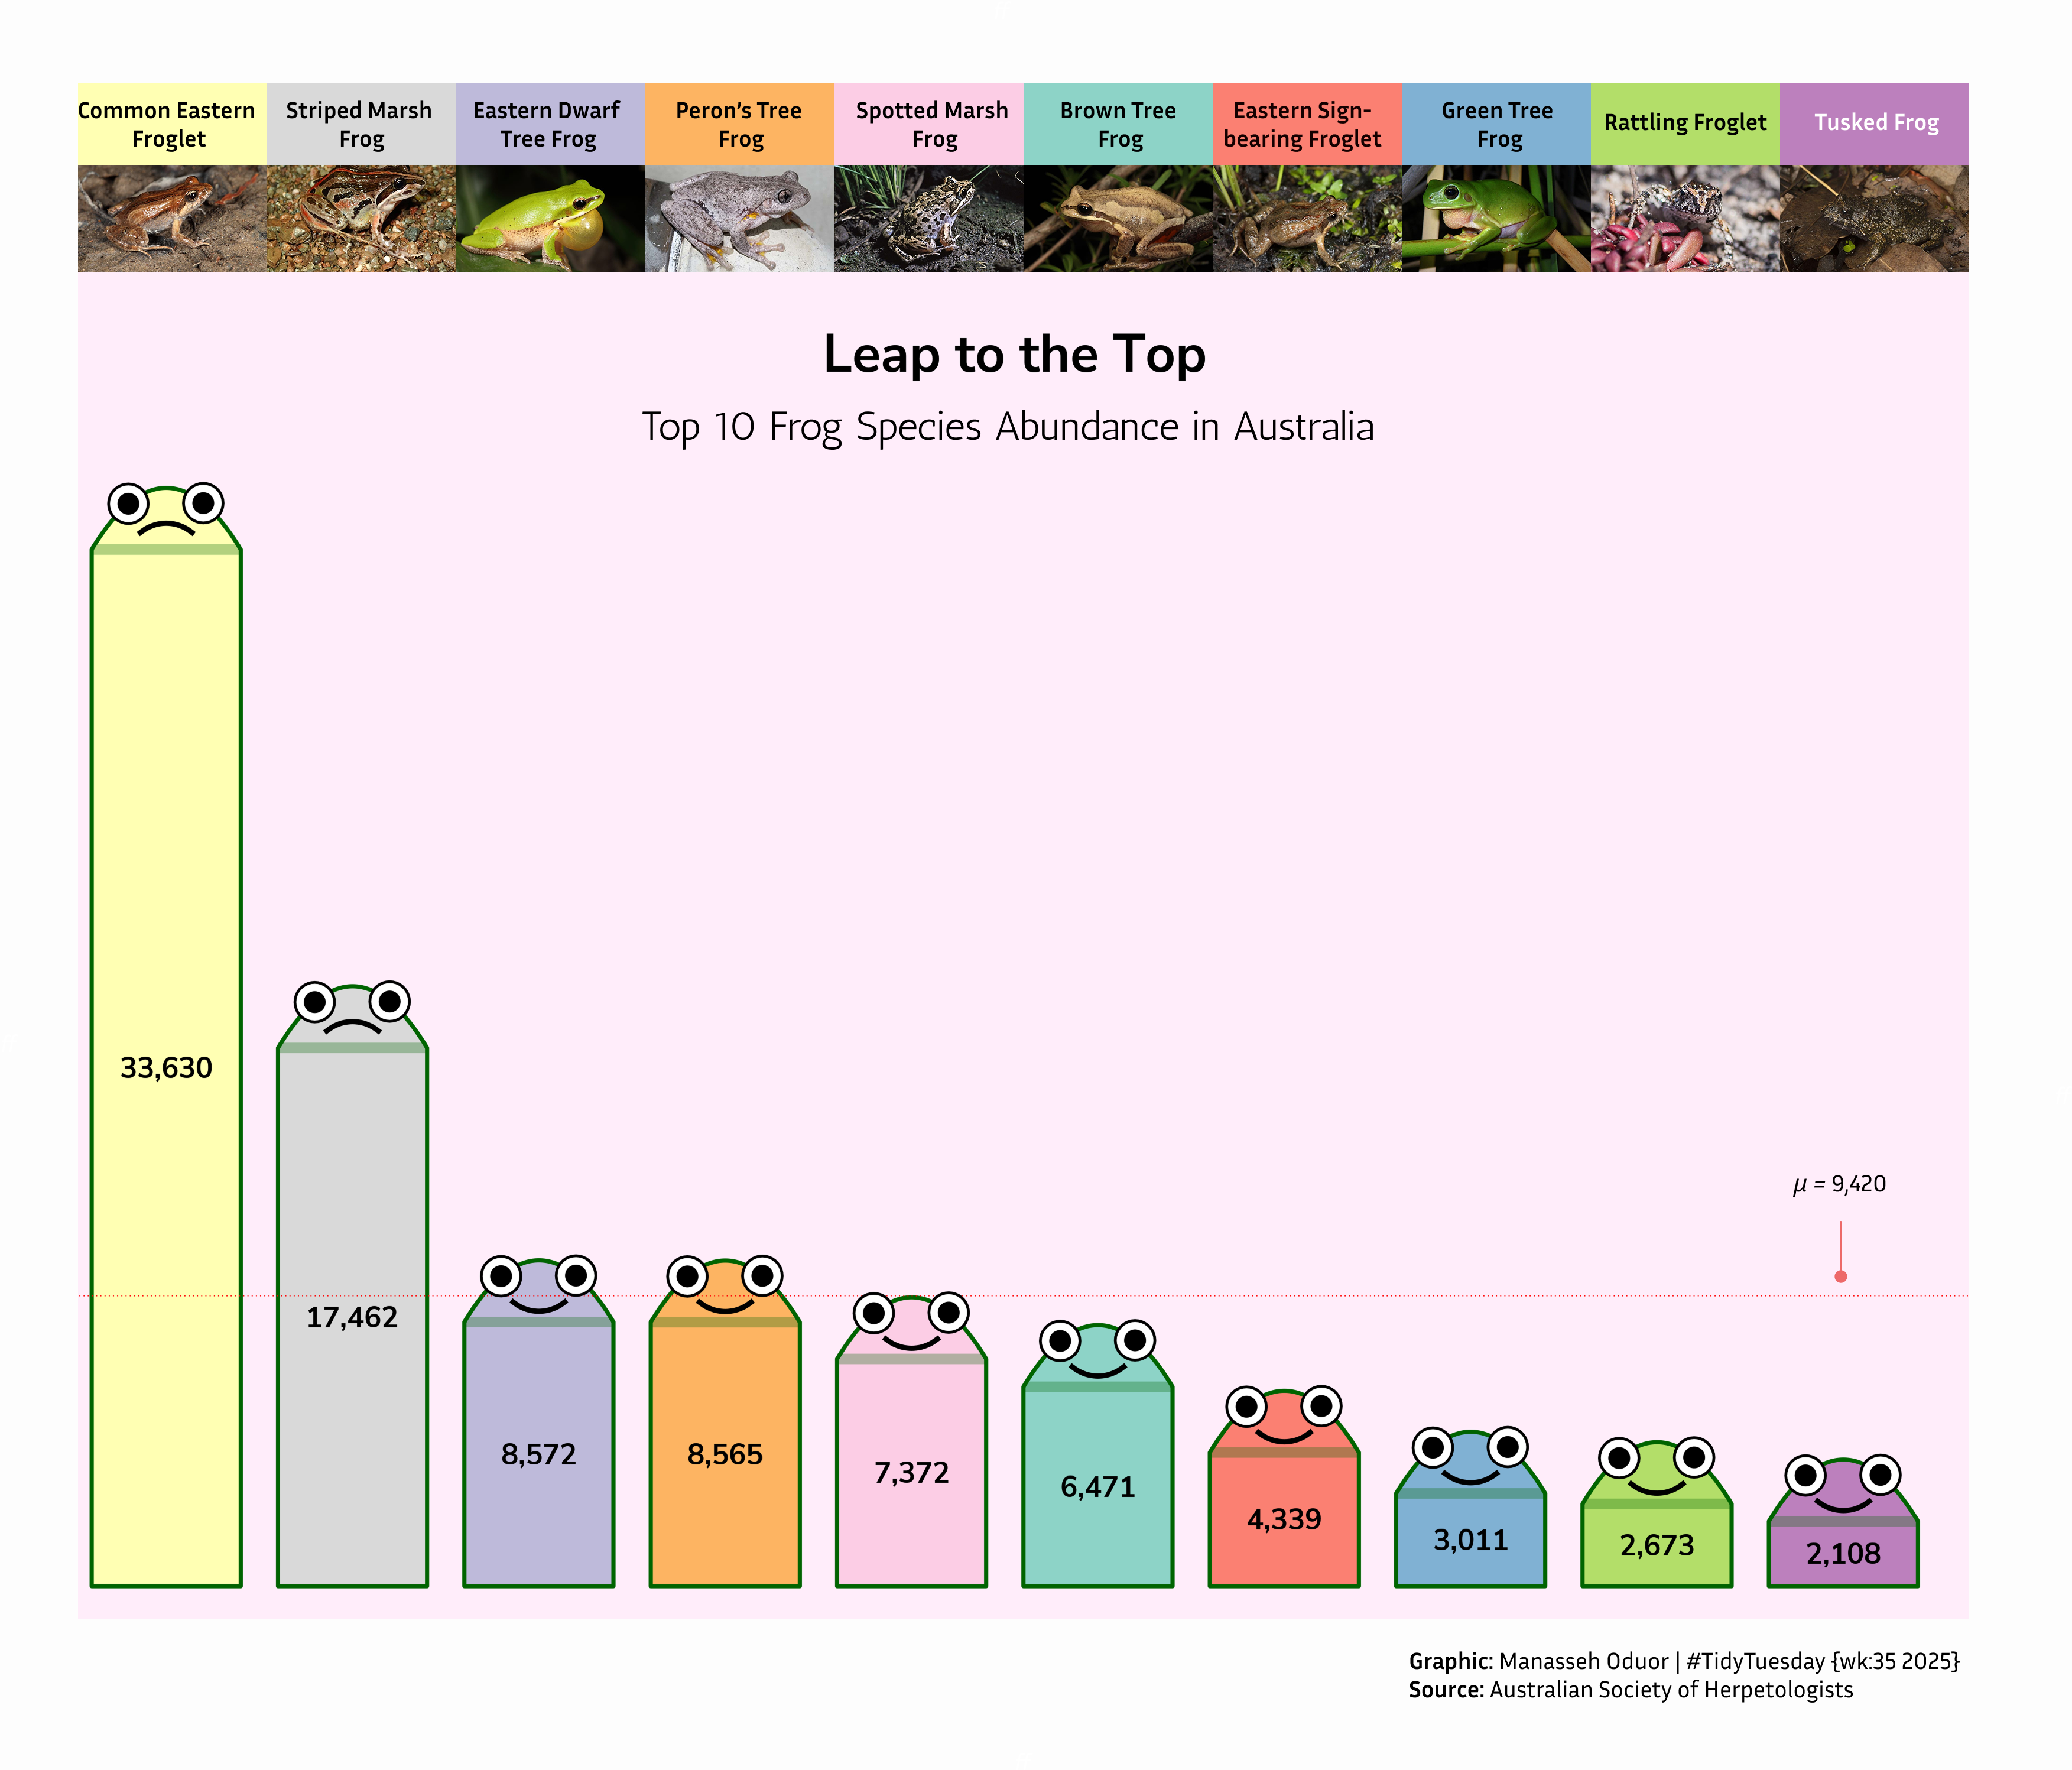 Common Eastern
Froglet
Striped Marsh
Frog
Eastern Dwarf
Tree Frog
Peron's Tree
Frog
Spotted Marsh
Frog
Brown Tree
Frog
Eastern Sign-
bearing Froglet
Green Tree
Frog
Rattling Froglet
Tusked Frog
Leap to the Top
Top 10 Frog Species Abundance in Australia
33,630
17,462
8,572
8,565
7,372
6,471
4,339
3,011
2,673
2,108
μ = 9,420
Graphic: Manasseh Oduor | #TidyTuesday {wk:35 2025}
Source: Australian Society of Herpetologists